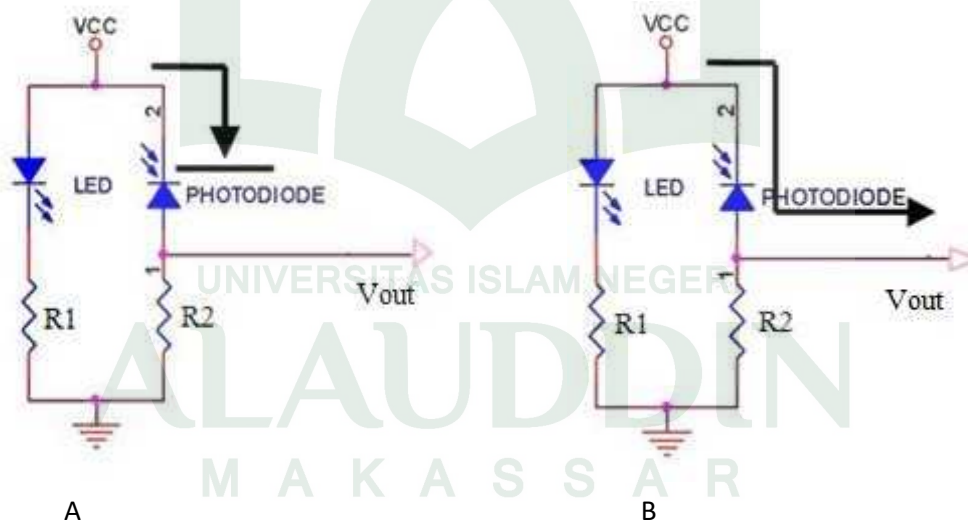 VCC
2
LED
PHOTODIODE
1
R1
R2
Vout
A
VCC
2
LED
PHOTODIODE
1
R1
R2
Vout
B
UNIVERSITAS ISLAM NEGERI
ALAUDDIN
MAKASSAR